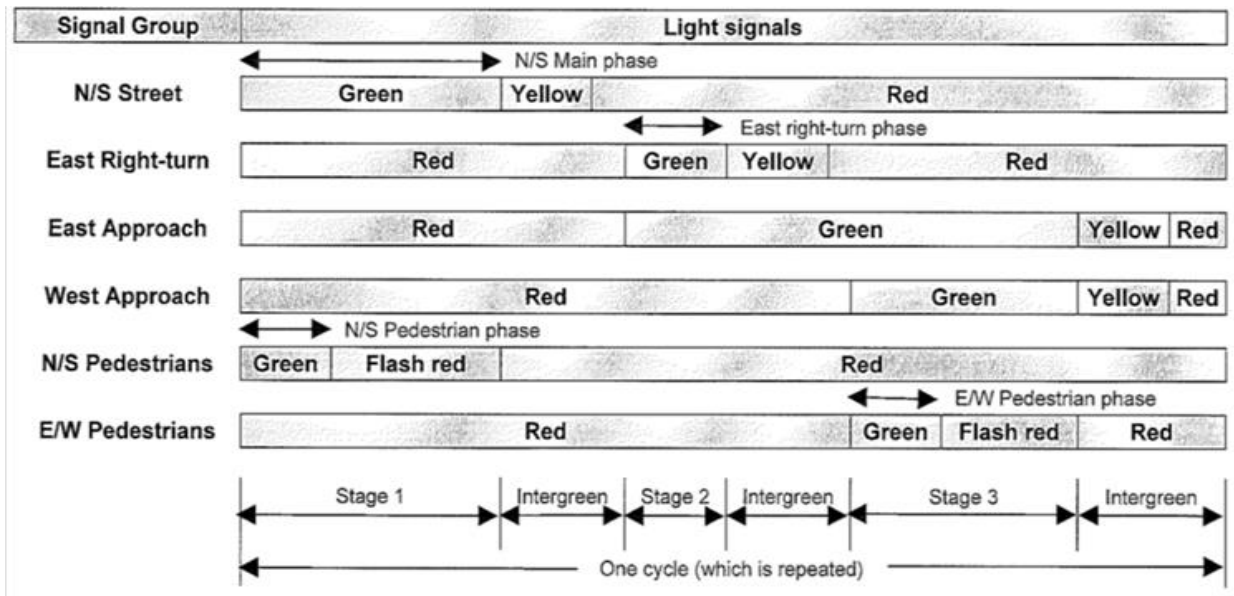 Signal Group Light signals
N/S Main phase
N/S Street Green Yellow Red
East right-turn phase
East Right-turn Red Green Yellow Red
East Approach Red Green Yellow Red
West Approach Red Green Yellow Red
N/S Pedestrian phase
N/S Pedestrians Green Flash red Red
E/W Pedestrian phase
E/W Pedestrians Red Green Flash red Red
Stage 1 Intergreen Stage 2 Intergreen Stage 3 Intergreen
One cycle (which is repeated)